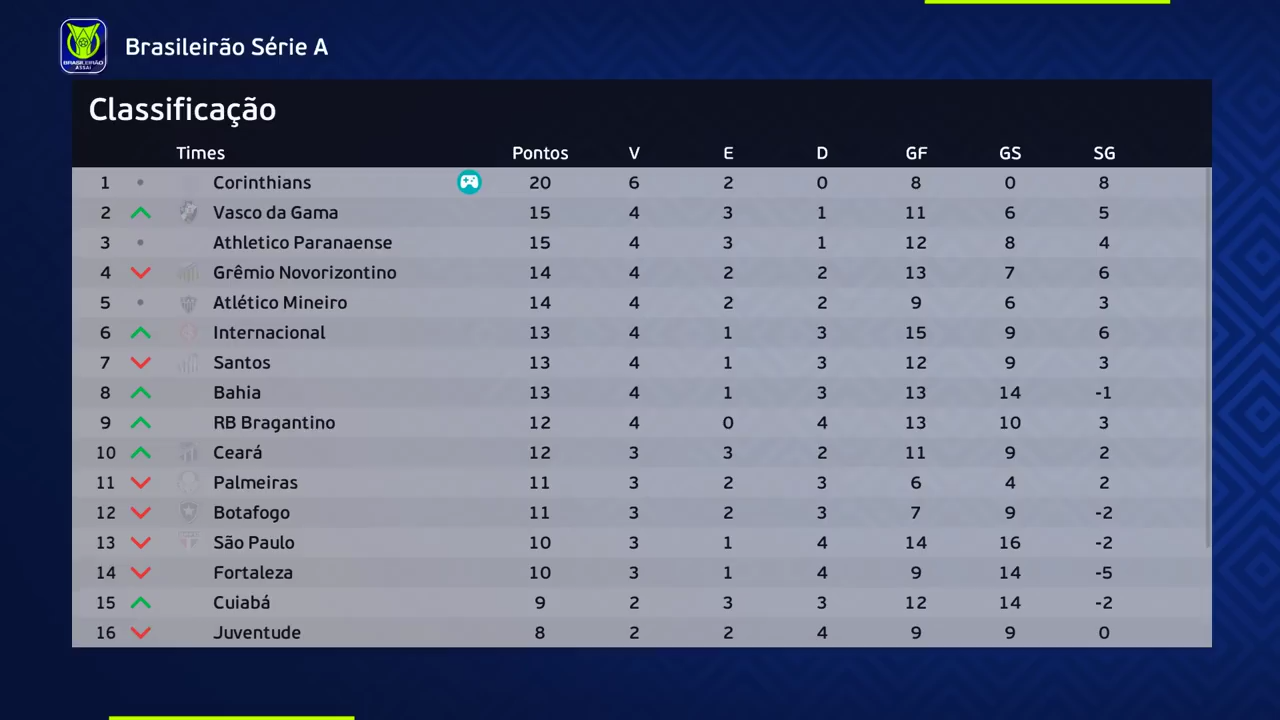 BRASILEIRÃO
ASSAÍ
Brasileirão Série A
Classificação
Times Pontos V E D GF GS SG
1 Corinthians 20 6 2 0 8 0 8
2 Vasco da Gama 15 4 3 1 11 6 5
3 Athletico Paranaense 15 4 3 1 12 8 4
4 Grêmio Novorizontino 14 4 2 2 13 7 6
5 Atlético Mineiro 14 4 2 2 9 6 3
6 Internacional 13 4 1 3 15 9 6
7 Santos 13 4 1 3 12 9 3
8 Bahia 13 4 1 3 13 14 -1
9 RB Bragantino 12 4 0 4 13 10 3
10 Ceará 12 3 3 2 11 9 2
11 Palmeiras 11 3 2 3 6 4 2
12 Botafogo 11 3 2 3 7 9 -2
13 São Paulo 10 3 1 4 14 16 -2
14 Fortaleza 10 3 1 4 9 14 -5
15 Cuiabá 9 2 3 3 12 14 -2
16 Juventude 8 2 2 4 9 9 0